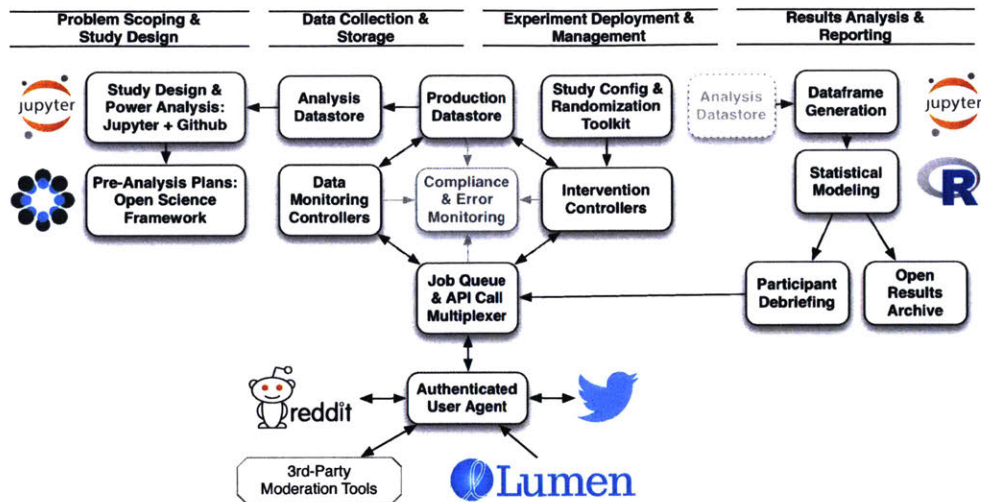 Problem Scoping &
Study Design
Data Collection &
Storage
Experiment Deployment &
Management
Results Analysis &
Reporting
jupyter
Study Design &
Power Analysis:
Jupyter + Github
Analysis
Datastore
Production
Datastore
Study Config &
Randomization
Toolkit
Analysis
Datastore
Dataframe
Generation
jupyter
Pre-Analysis Plans:
Open Science
Framework
Data
Monitoring
Controllers
Compliance
& Error
Monitoring
Intervention
Controllers
Statistical
Modeling
R
Job Queue
& API Call
Multiplexer
Participant
Debriefing
Open
Results
Archive
reddit
Authenticated
User Agent
3rd-Party
Moderation Tools
Lumen